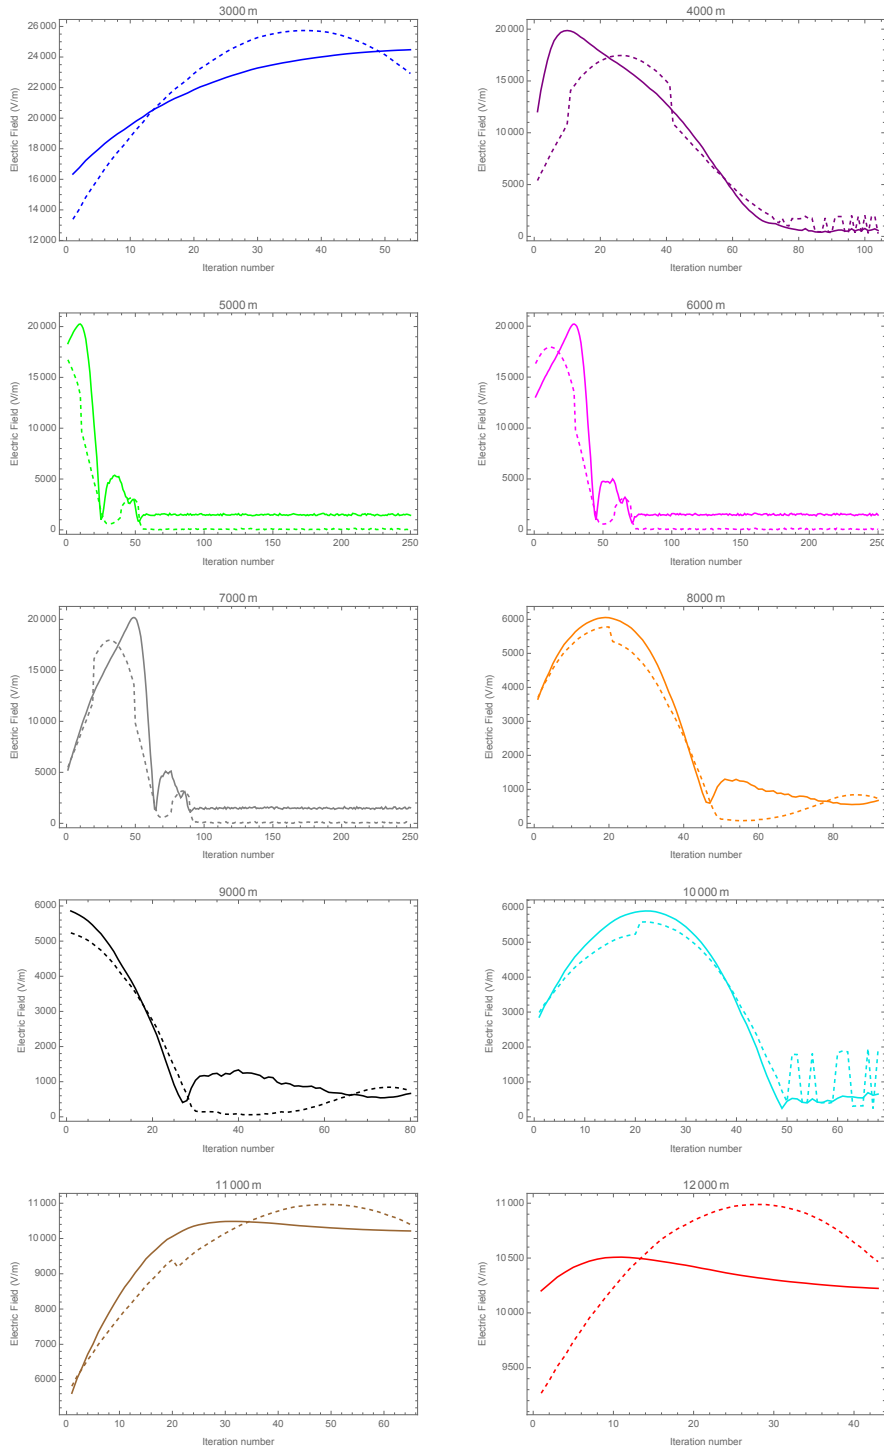 3000 m
4000 m
Electric Field (V/m)
26 000
24 000
22 000
20 000
18 000
16 000
14 000
12 000
0 10 20 30 40 50
Iteration number
Electric Field (V/m)
20 000
15 000
10 000
5000
0
0 20 40 60 80 100
Iteration number
5000 m
6000 m
Electric Field (V/m)
20 000
15 000
10 000
5000
0
0 50 100 150 200 250
Iteration number
Electric Field (V/m)
20 000
15 000
10 000
5000
0
0 50 100 150 200 250
Iteration number
7000 m
8000 m
Electric Field (V/m)
20 000
15 000
10 000
5000
0
0 50 100 150 200 250
Iteration number
Electric Field (V/m)
6000
5000
4000
3000
2000
1000
0
0 20 40 60 80
Iteration number
9000 m
10 000 m
Electric Field (V/m)
6000
5000
4000
3000
2000
1000
0
0 20 40 60 80
Iteration number
Electric Field (V/m)
6000
5000
4000
3000
2000
1000
0
0 10 20 30 40 50 60
Iteration number
11 000 m
12 000 m
Electric Field (V/m)
11 000
10 000
9000
8000
7000
6000
0 10 20 30 40 50 60
Iteration number
Electric Field (V/m)
11 000
10 500
10 000
9500
0 10 20 30 40
Iteration number